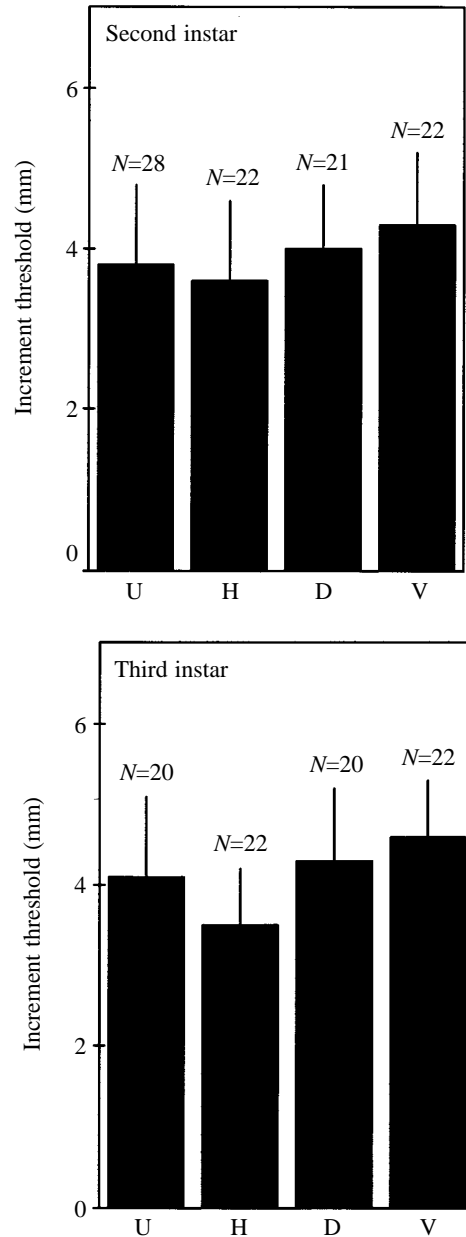 Second instar
6
N=28
N=22
N=21
N=22
4
2
0
Increment threshold (mm)
U H D V
Third instar
6
N=20
N=22
N=20
N=22
4
2
0
Increment threshold (mm)
U H D V